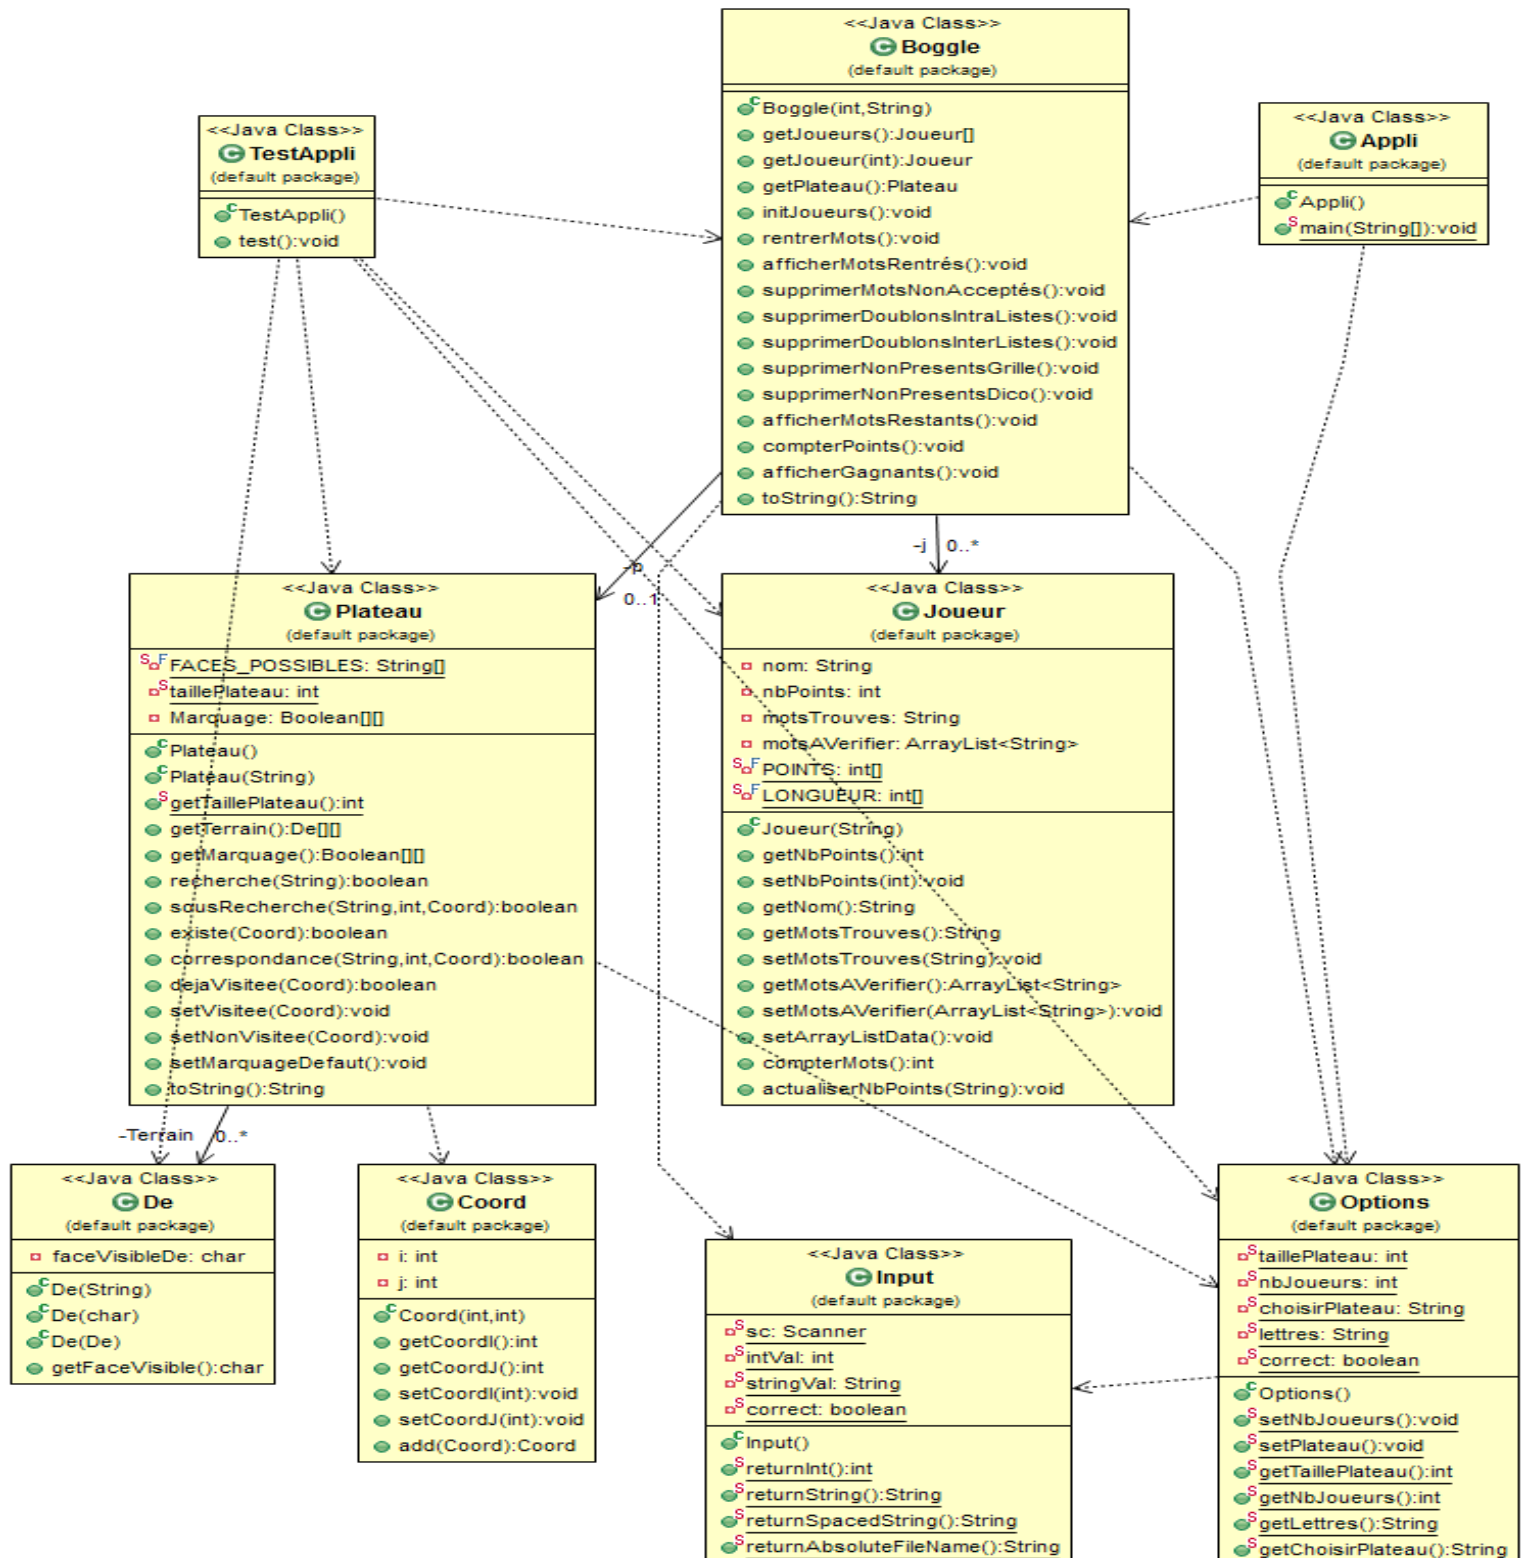 <<Java Class>>
Boggle
(default package)
Boggle(int,String)
getJoueurs():Joueur[]
getJoueur(int):Joueur
getPlateau():Plateau
initJoueurs():void
rentrerMots():void
afficherMotsRentrés():void
supprimerMotsNonAcceptés():void
supprimerDoublonsIntraListes():void
supprimerDoublonsInterListes():void
supprimerNonPresentsGrille():void
supprimerNonPresentsDico():void
afficherMotsRestants():void
compterPoints():void
afficherGagnants():void
toString():String
<<Java Class>>
TestAppli
(default package)
TestAppli()
test():void
<<Java Class>>
Appli
(default package)
Appli()
main(String[]):void
-p
0..1
-j 0..*
<<Java Class>>
Plateau
(default package)
FACES_POSSIBLES: String[]
taillePlateau: int
Marquage: Boolean[][]
Plateau()
Plateau(String)
getTaillePlateau():int
getTerrain():De[][]
getMarquage():Boolean[][]
recherche(String):boolean
sousRecherche(String,int,Coord):boolean
existe(Coord):boolean
correspondance(String,int,Coord):boolean
dejaVisitee(Coord):boolean
setVisitee(Coord):void
setNonVisitee(Coord):void
setMarquageDefaut():void
toString():String
<<Java Class>>
Joueur
(default package)
nom: String
nbPoints: int
motsTrouves: String
motsAVerifier: ArrayList<String>
POINTS: int[]
LONGUEUR: int[]
Joueur(String)
getNbPoints():int
setNbPoints(int):void
getNom():String
getMotsTrouves():String
setMotsTrouves(String):void
getMotsAVerifier():ArrayList<String>
setMotsAVerifier(ArrayList<String>):void
setArrayListData():void
compterMots():int
actualiserNbPoints(String):void
-Terrain 0..*
<<Java Class>>
De
(default package)
faceVisibleDe: char
De(String)
De(char)
De(De)
getFaceVisible():char
<<Java Class>>
Coord
(default package)
i: int
j: int
Coord(int,int)
getCoordI():int
getCoordJ():int
setCoordI(int):void
setCoordJ(int):void
add(Coord):Coord
<<Java Class>>
Input
(default package)
sc: Scanner
intVal: int
stringVal: String
correct: boolean
Input()
returnInt():int
returnString():String
returnSpacedString():String
returnAbsoluteFileName():String
<<Java Class>>
Options
(default package)
taillePlateau: int
nbJoueurs: int
choisirPlateau: String
lettres: String
correct: boolean
Options()
setNbJoueurs():void
setPlateau():void
getTaillePlateau():int
getNbJoueurs():int
getLettres():String
getChoisirPlateau():String